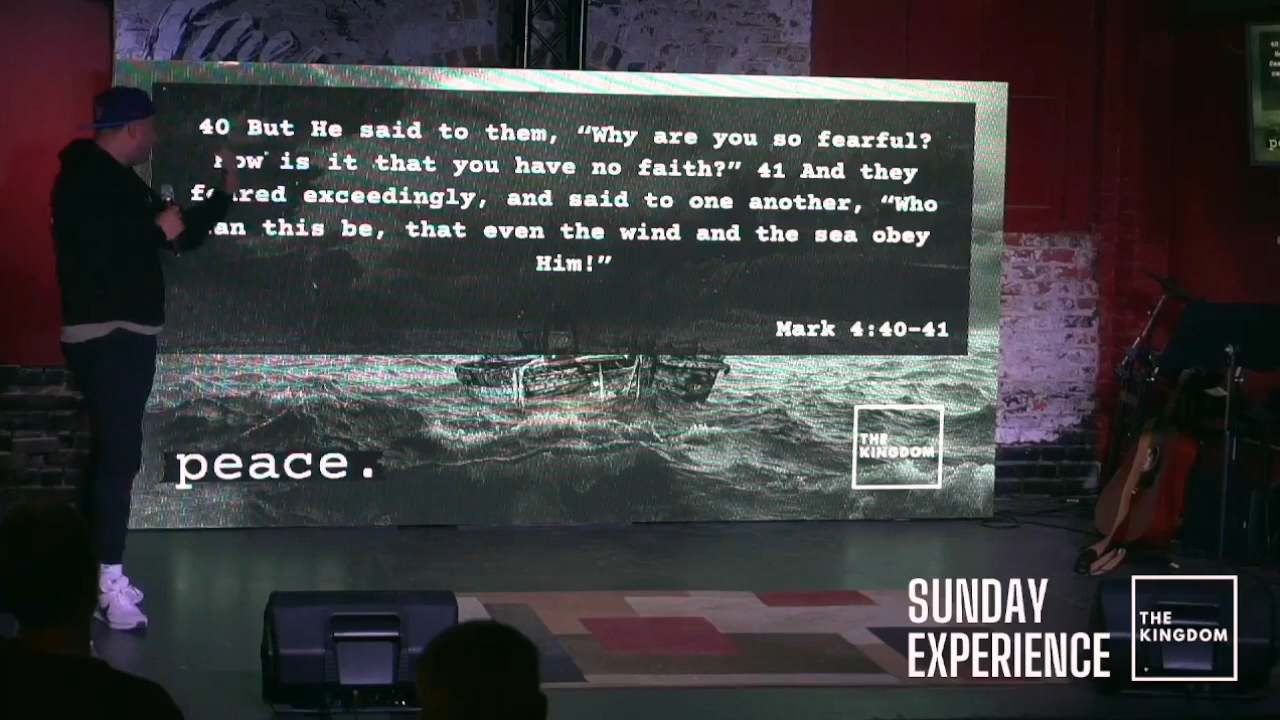 40 But He said to them, “Why are you so fearful?
is it that you have no faith?” 41 And they
exceedingly, and said to one another, “Who
this be, that even the wind and the sea obey
Him!”
Mark 4:40-41
peace.
THE
KINGDOM
SUNDAY
EXPERIENCE
THE
KINGDOM